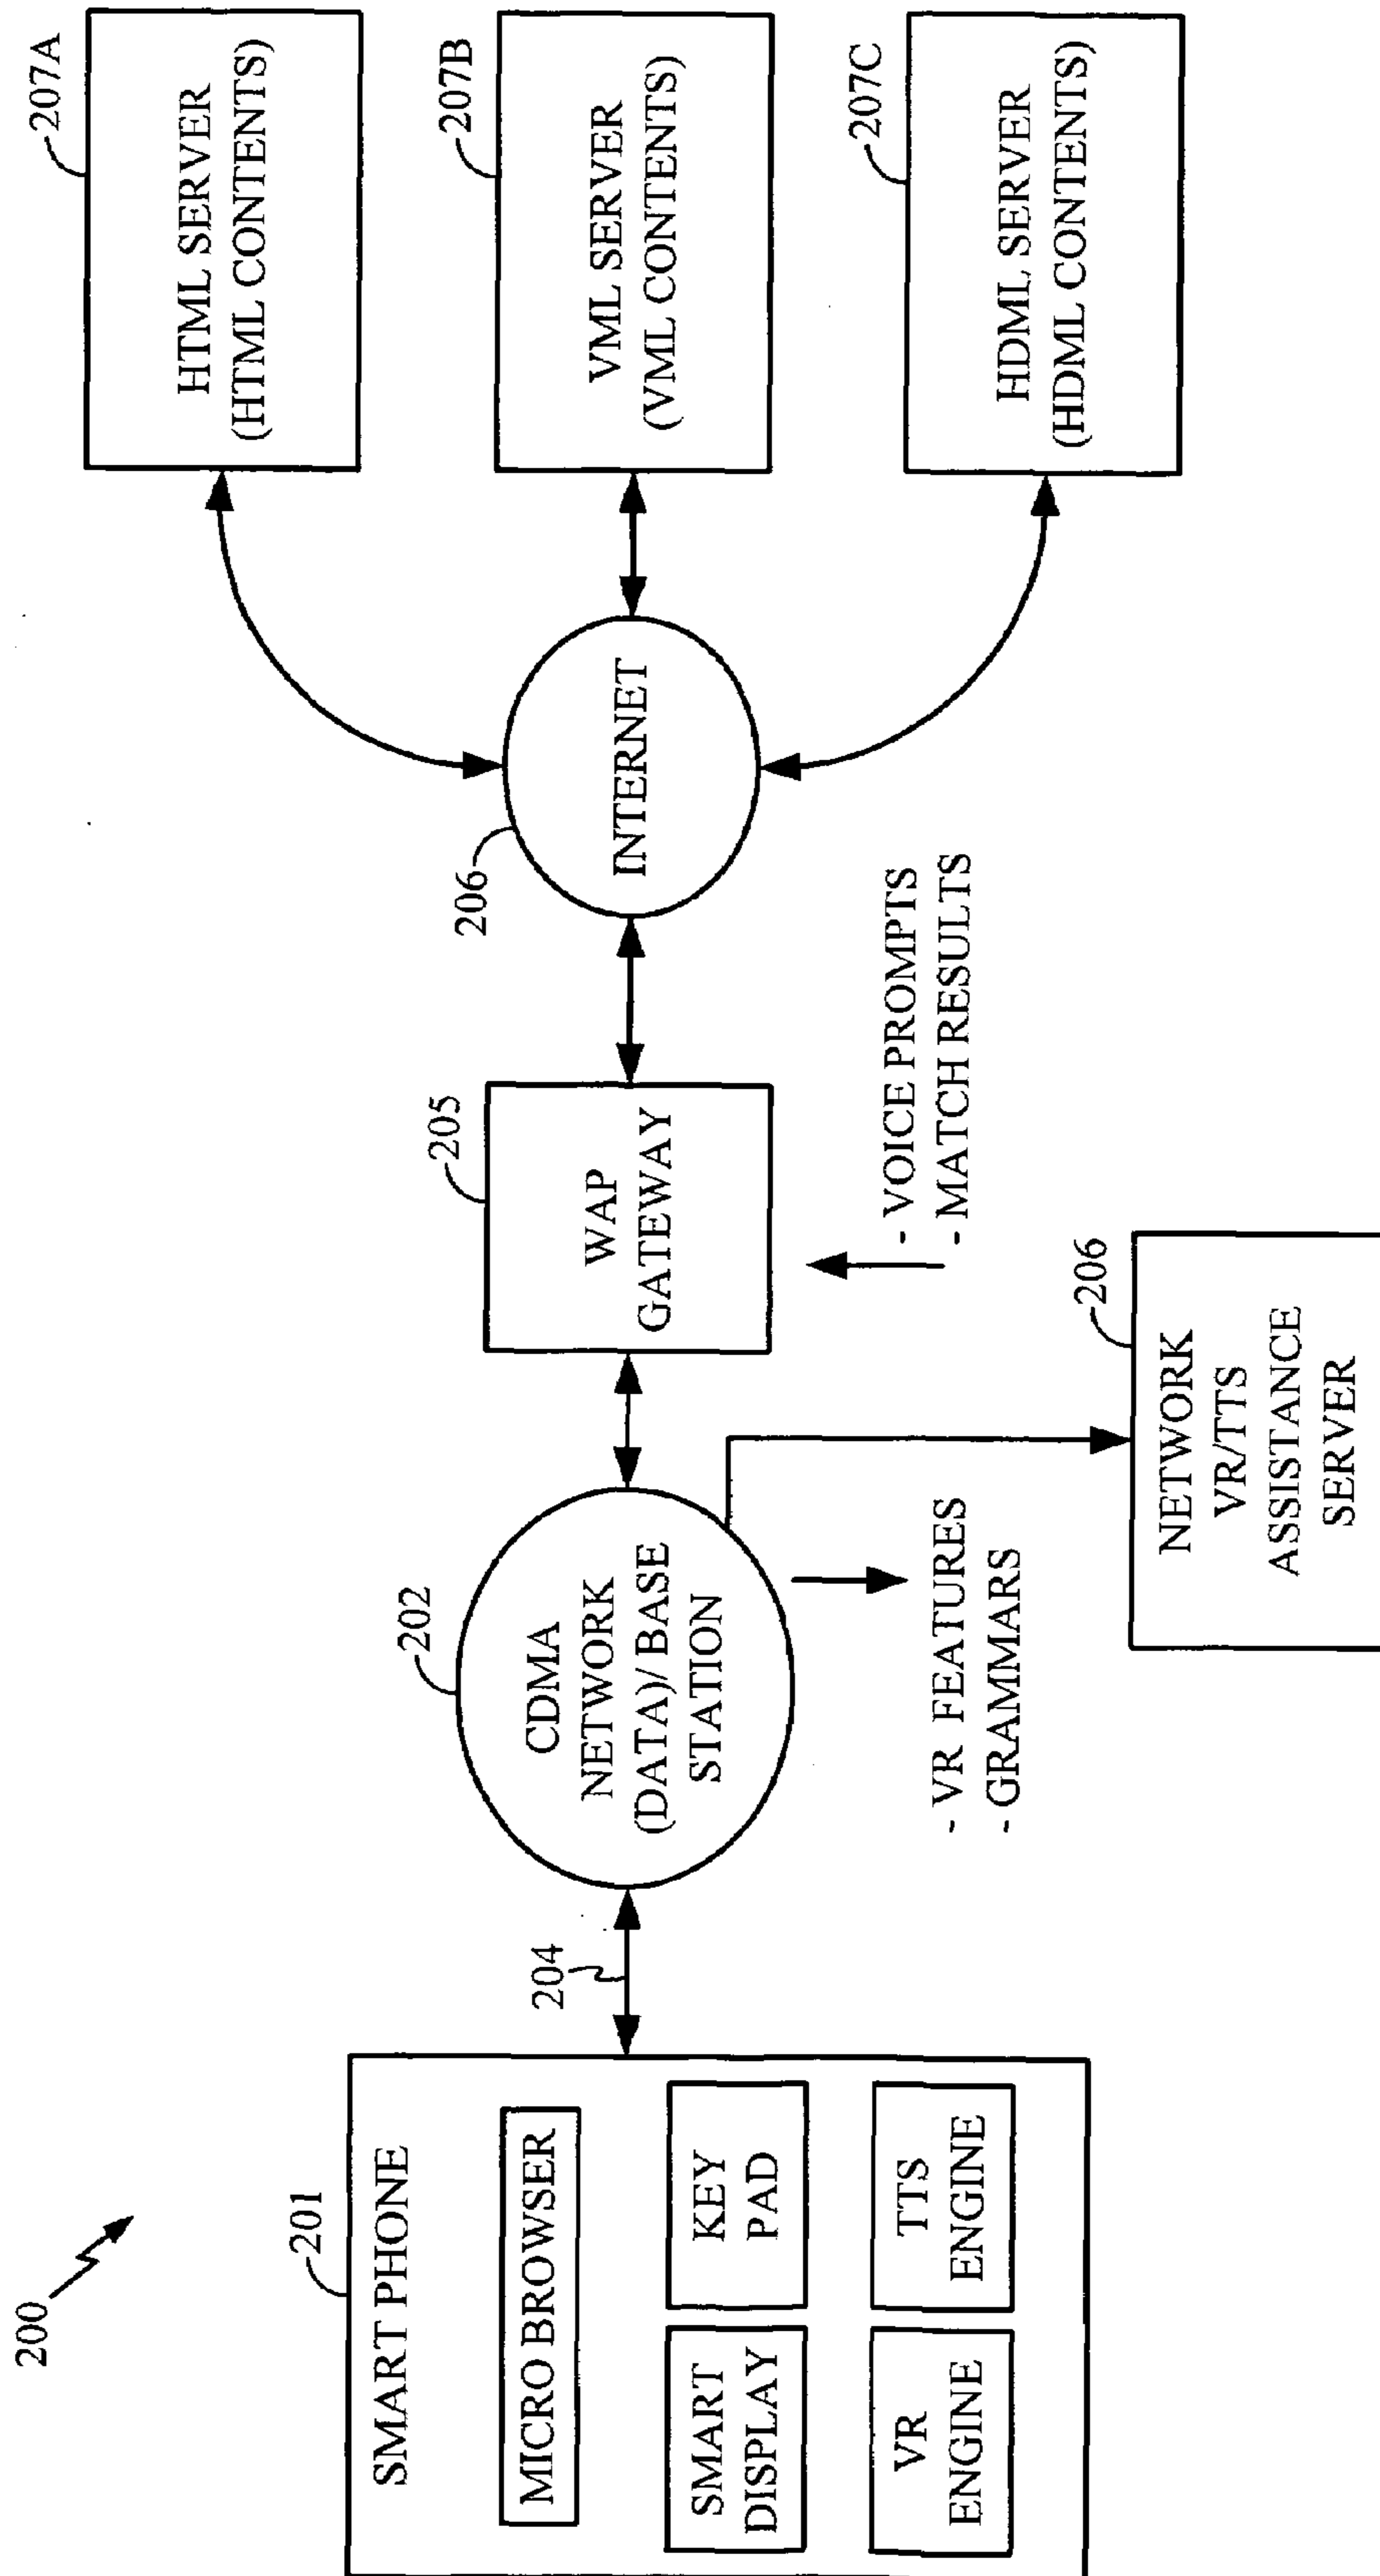 200
201
SMART PHONE
MICRO BROWSER
SMART
DISPLAY
KEY
PAD
VR
ENGINE
TTS
ENGINE
204
202
CDMA
NETWORK
(DATA)/ BASE
STATION
- VR FEATURES
- GRAMMARS
205
WAP
GATEWAY
- VOICE PROMPTS
- MATCH RESULTS
206
NETWORK
VR/TTS
ASSISTANCE
SERVER
206
INTERNET
207A
HTML SERVER
(HTML CONTENTS)
207B
VML SERVER
(VML CONTENTS)
207C
HDML SERVER
(HDML CONTENTS)